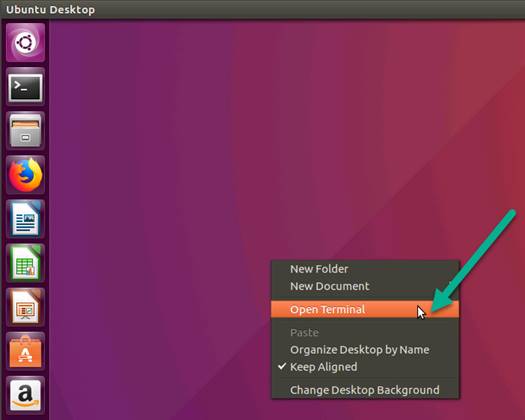 Ubuntu Desktop
>_
New Folder
New Document
Open Terminal
Paste
Organize Desktop by Name
Keep Aligned
Change Desktop Background
a